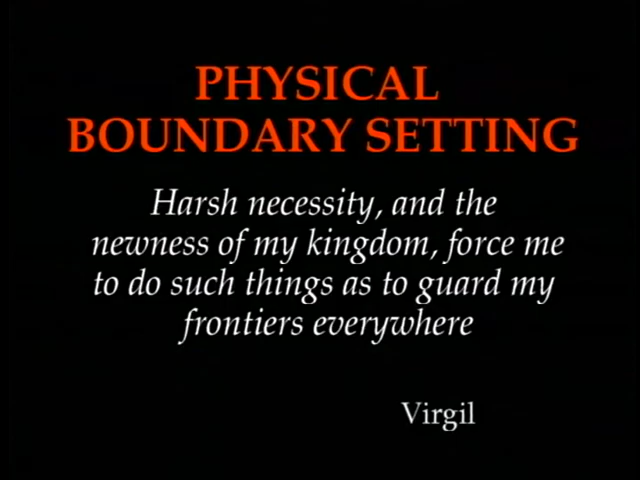 PHYSICAL
BOUNDARY SETTING
Harsh necessity, and the
newness of my kingdom, force me
to do such things as to guard my
frontiers everywhere
Virgil